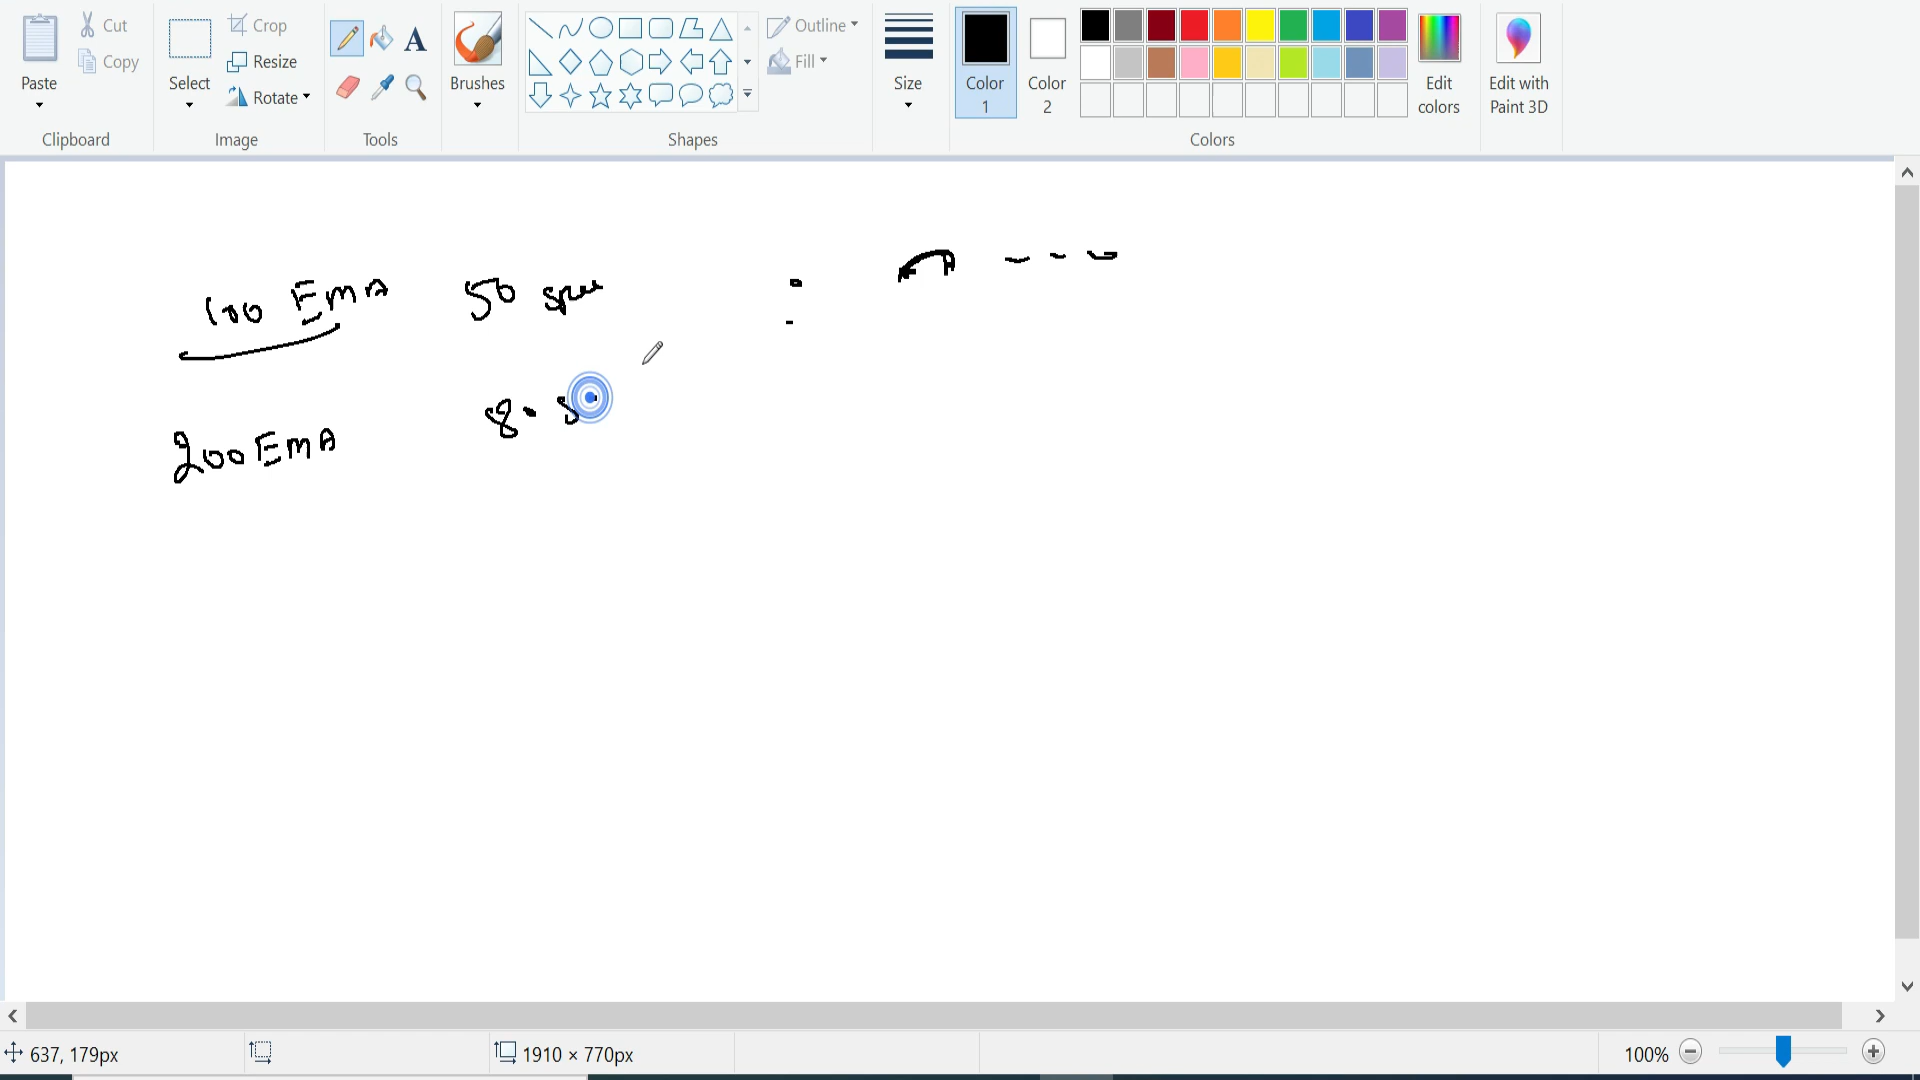 Cut
Crop
Outline
Copy
Resize
Fill
Paste
Select
Rotate
Brushes
Size
Color 1
Color 2
Edit colors
Edit with Paint 3D
Clipboard
Image
Tools
Shapes
Colors
100 EMA 50
200 EMA 8.
637, 179px
1910 × 770px
100%